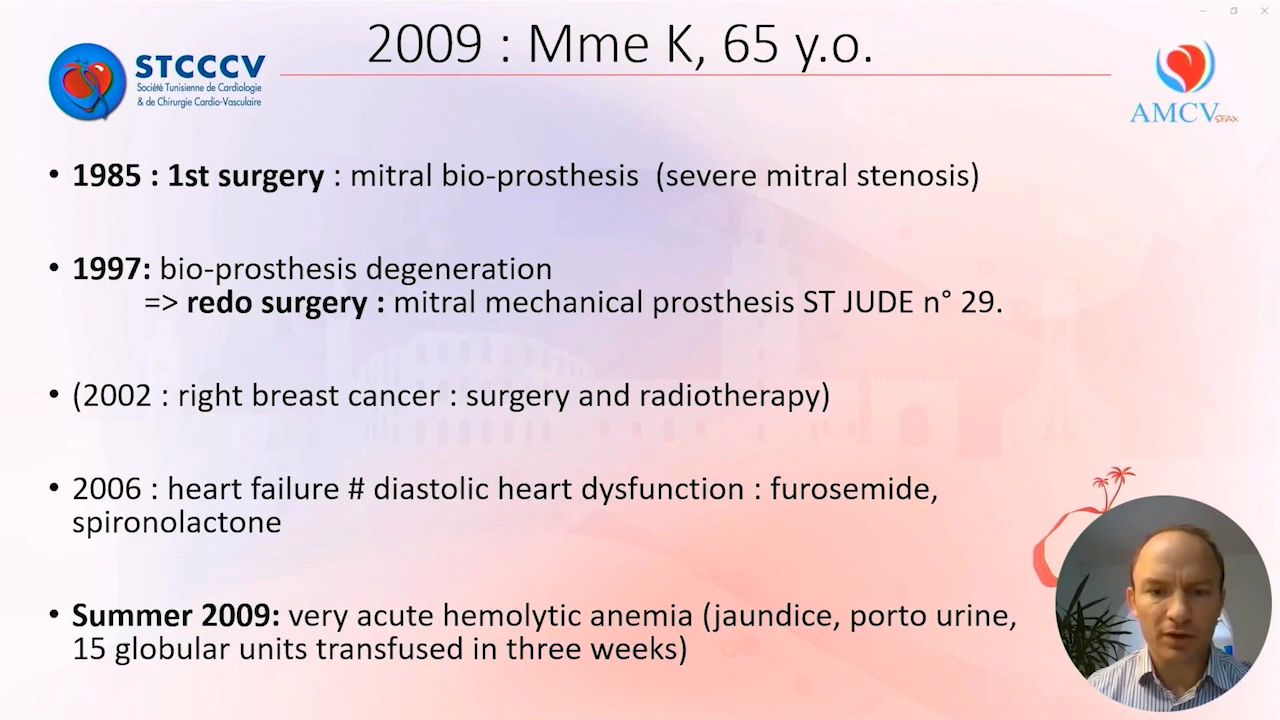 2009 : Mme K, 65 y.o.
STCCCV
Société Tunisienne de Cardiologie
& de Chirurgie Cardio-Vasculaire
AMCV SFAX
• 1985 : 1st surgery : mitral bio-prosthesis (severe mitral stenosis)
• 1997: bio-prosthesis degeneration
=> redo surgery : mitral mechanical prosthesis ST JUDE n° 29.
• (2002 : right breast cancer : surgery and radiotherapy)
• 2006 : heart failure # diastolic heart dysfunction : furosemide,
spironolactone
• Summer 2009: very acute hemolytic anemia (jaundice, porto urine,
15 globular units transfused in three weeks)